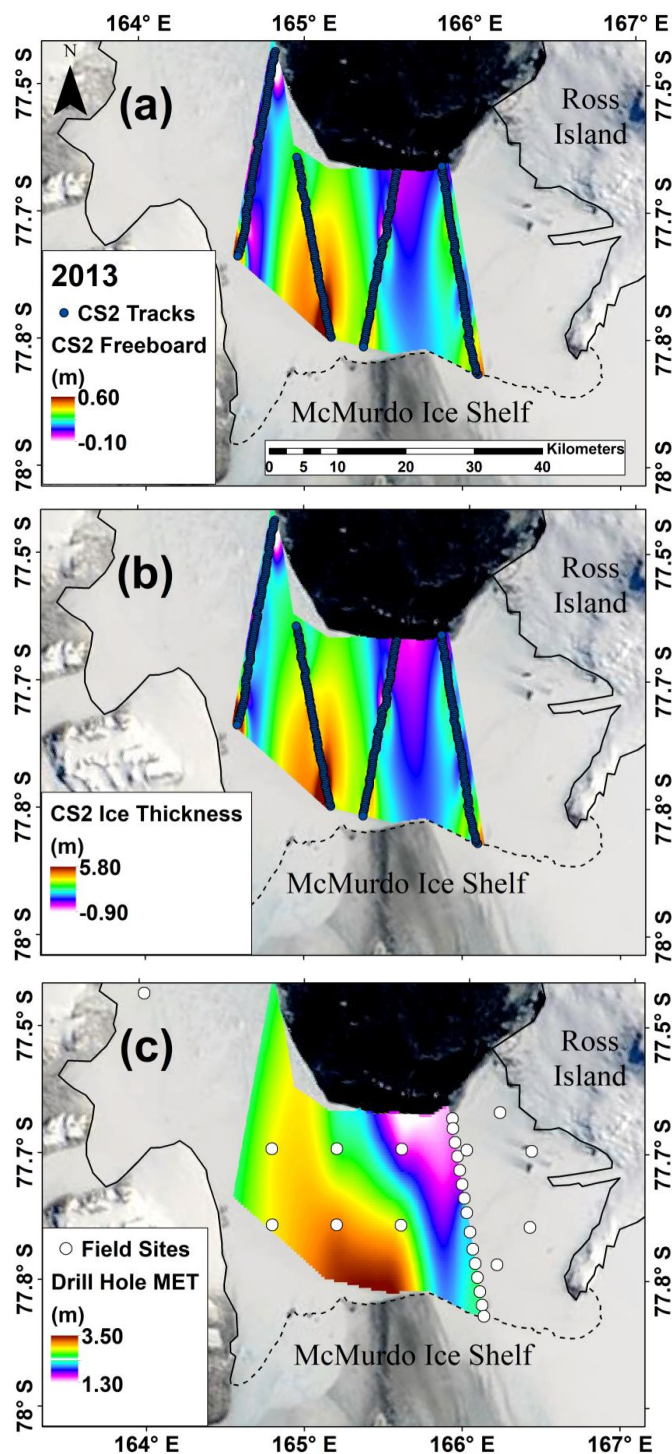 164° E 165° E 166° E 167° E
N
(a)
Ross
Island
77.5° S
77.7° S
77.8° S
78° S
77.5° S
77.7° S
77.8° S
78° S
2013
CS2 Tracks
CS2 Freeboard
(m)
0.60
-0.10
McMurdo Ice Shelf
Kilometers
0 5 10 20 30 40
(b)
Ross
Island
77.5° S
77.7° S
77.8° S
78° S
77.5° S
77.7° S
77.8° S
78° S
CS2 Ice Thickness
(m)
5.80
-0.90
McMurdo Ice Shelf
(c)
Ross
Island
77.5° S
77.7° S
77.8° S
78° S
77.5° S
77.7° S
77.8° S
78° S
Field Sites
Drill Hole MET
(m)
3.50
1.30
McMurdo Ice Shelf
164° E 165° E 166° E 167° E